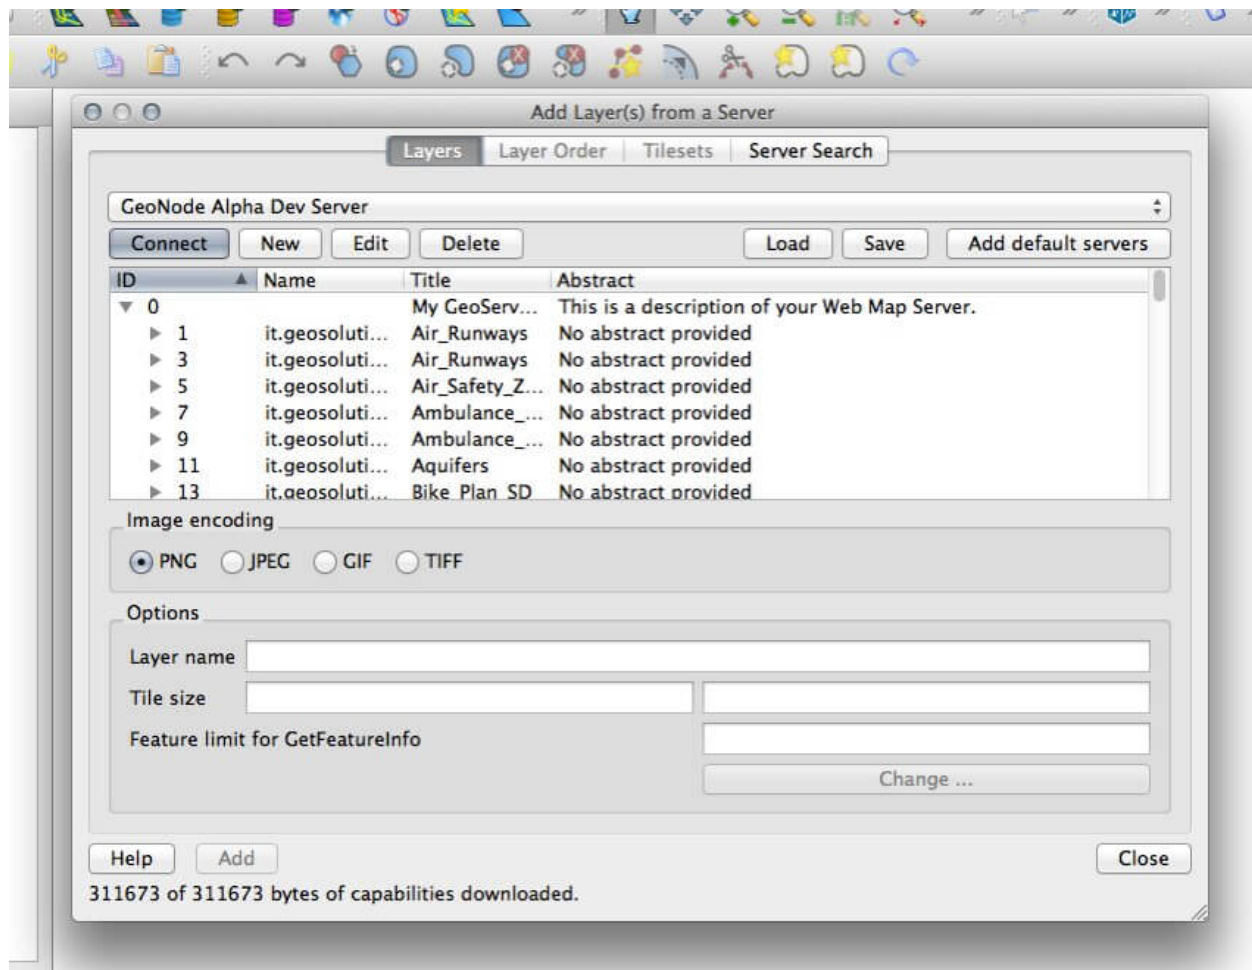 Add Layer(s) from a Server
Layers Layer Order Tilesets Server Search
GeoNode Alpha Dev Server
Connect New Edit Delete Load Save Add default servers
ID Name Title Abstract
0 My GeoServ... This is a description of your Web Map Server.
1 it.geosoluti... Air_Runways No abstract provided
3 it.geosoluti... Air_Runways No abstract provided
5 it.geosoluti... Air_Safety_Z... No abstract provided
7 it.geosoluti... Ambulance_... No abstract provided
9 it.geosoluti... Ambulance_... No abstract provided
11 it.geosoluti... Aquifers No abstract provided
13 it.geosoluti... Bike_Plan_SD No abstract provided
Image encoding
PNG JPEG GIF TIFF
Options
Layer name
Tile size
Feature limit for GetFeatureInfo
Change ...
Help Add Close
311673 of 311673 bytes of capabilities downloaded.